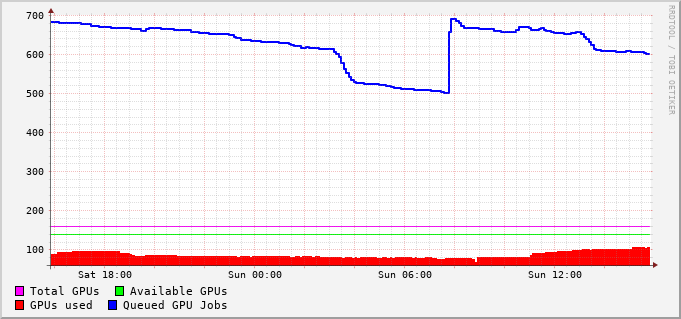 700
600
500
400
300
200
100
Sat 18:00 Sun 00:00 Sun 06:00 Sun 12:00
Total GPUs Available GPUs
GPUs used Queued GPU Jobs
RRDTOOL / TOBI OETIKER